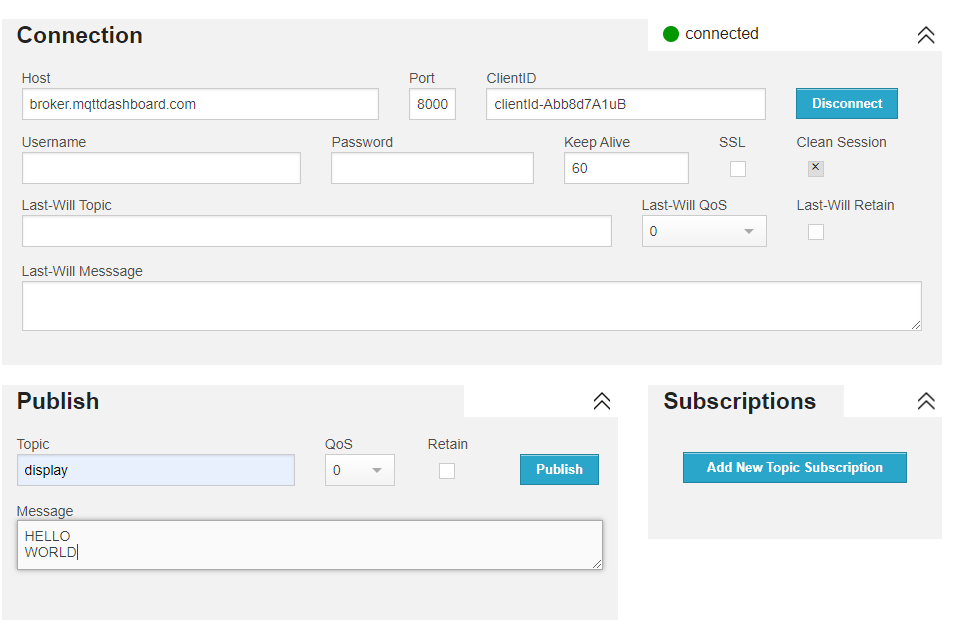 Connection
connected
Host
Port
ClientID
broker.mqttdashboard.com
8000
clientId-Abb8d7A1uB
Disconnect
Username
Password
Keep Alive
SSL
Clean Session
60
Last-Will Topic
Last-Will QoS
Last-Will Retain
0
Last-Will Messsage
Publish
Topic
QoS
Retain
display
0
Publish
Message
HELLO
WORLD
Subscriptions
Add New Topic Subscription